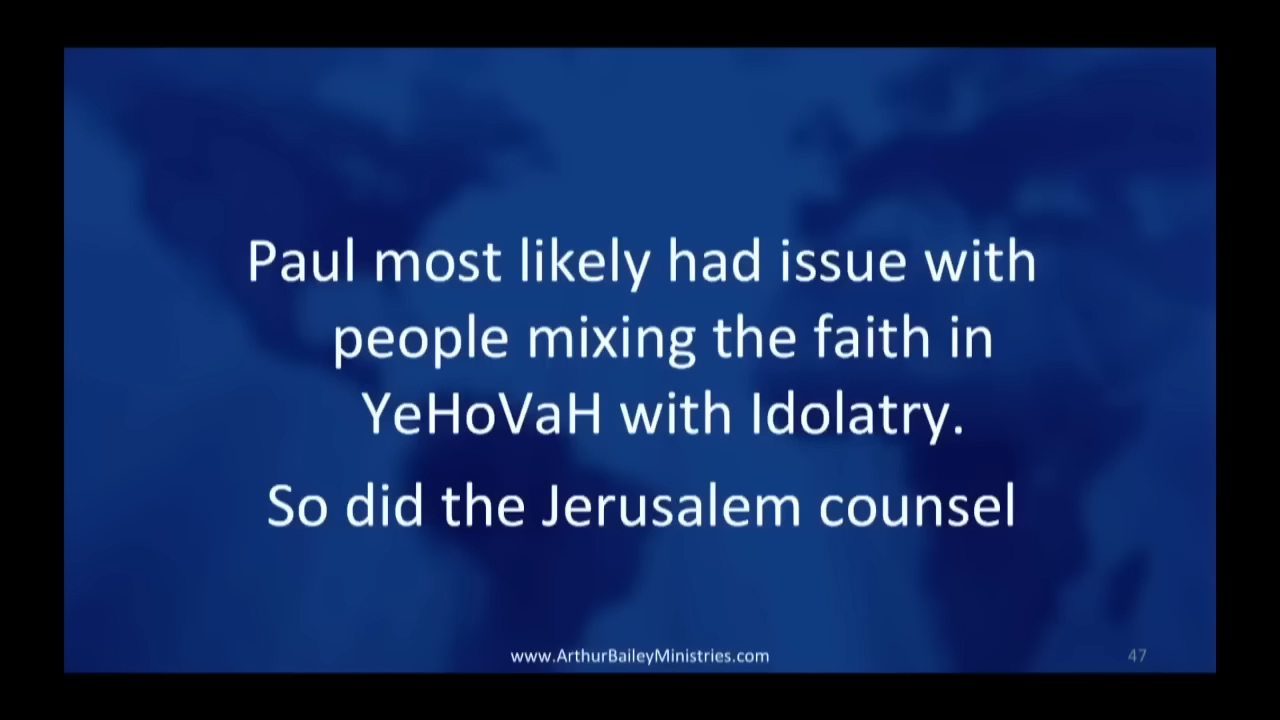 Paul most likely had issue with
people mixing the faith in
YeHoVaH with Idolatry.
So did the Jerusalem counsel
www.ArthurBaileyMinistries.com
47